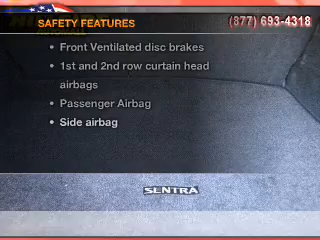 SAFETY FEATURES
(877) 693-4318
• Front Ventilated disc brakes
• 1st and 2nd row curtain head
airbags
• Passenger Airbag
• Side airbag
SENTRA